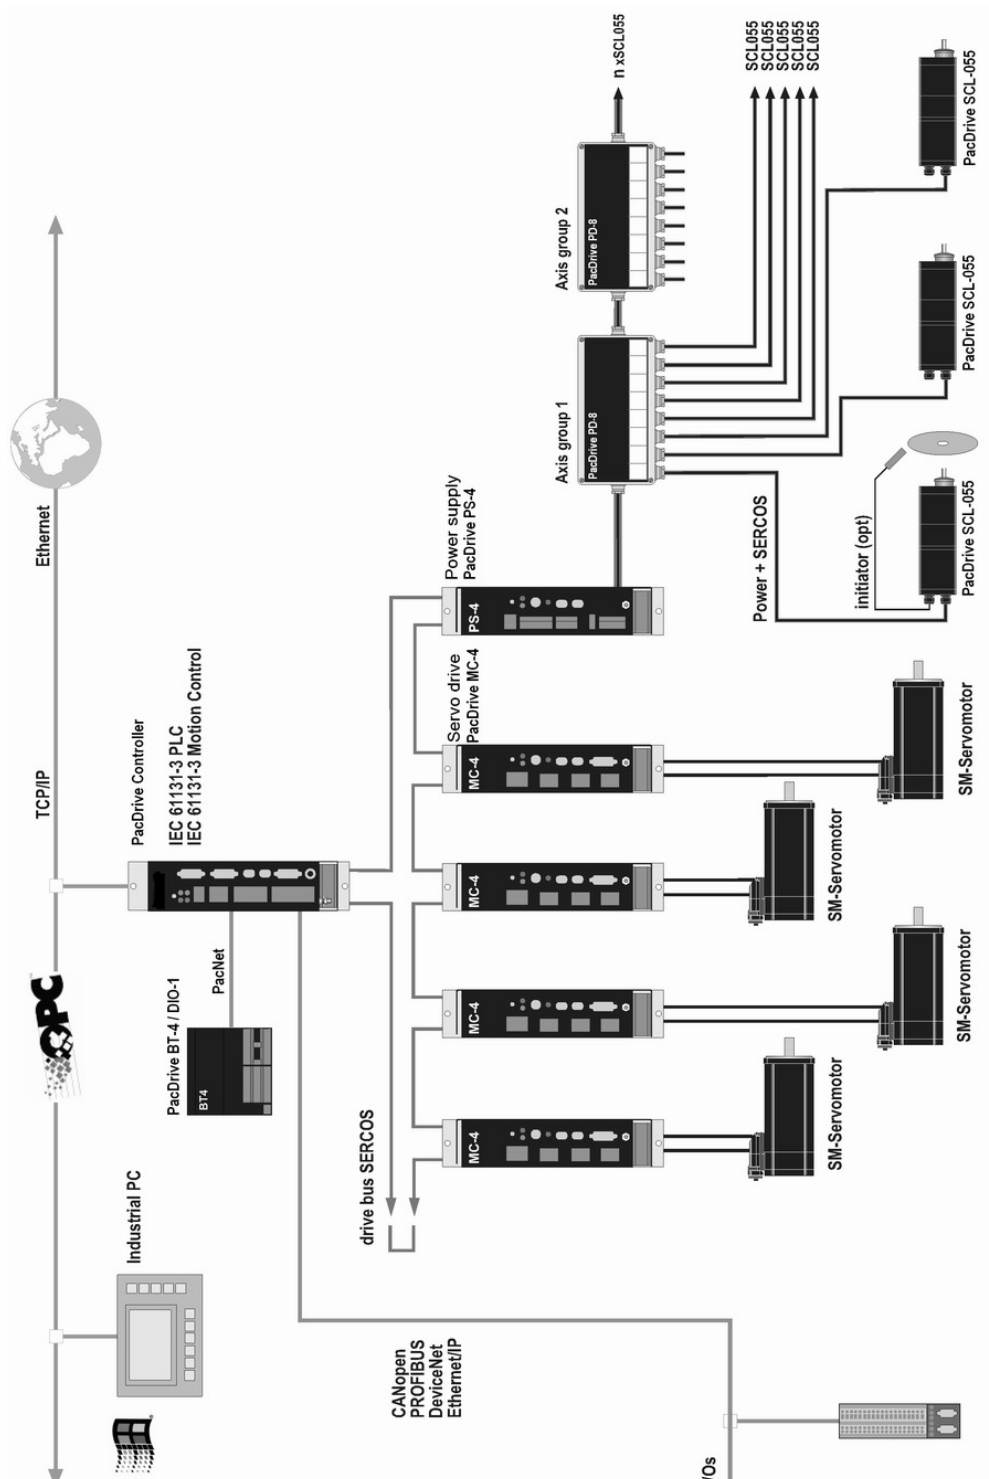 n xSCL055
SCL055
SCL055
SCL055
SCL055
SCL055
PacDrive SCL-055
Axis group 2
PacDrive PD-8
PacDrive SCL-055
Axis group 1
PacDrive PD-8
Ethernet
Power supply
PacDrive PS-4
PS-4
Power + SERCOS
initiator (opt)
PacDrive SCL-055
TCP/IP
PacDrive Controller
IEC 61131-3 PLC
IEC 61131-3 Motion Control
Servo drive
PacDrive MC-4
MC-4
SM-Servomotor
MC-4
SM-Servomotor
OPC
PacNet
PacDrive BT-4 / DIO-1
BT4
MC-4
SM-Servomotor
MC-4
SM-Servomotor
drive bus SERCOS
Industrial PC
CANopen
PROFIBUS
DeviceNet
Ethernet/IP